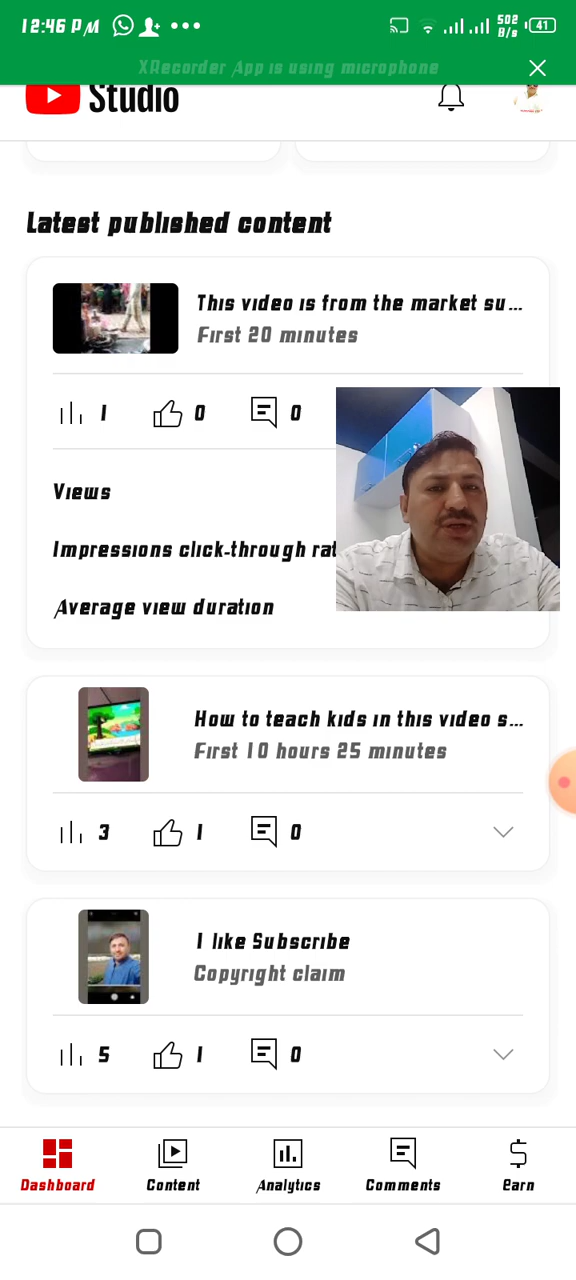 12:46 PM 502 B/s 41
XRecorder App is using microphone
Studio
Latest published content
This video is from the market su...
First 20 minutes
1 0 0
Views
Impressions click-through rat
Average view duration
How to teach kids in this video s...
First 10 hours 25 minutes
3 1 0
I like Subscribe
Copyright claim
5 1 0
Dashboard Content Analytics Comments Earn